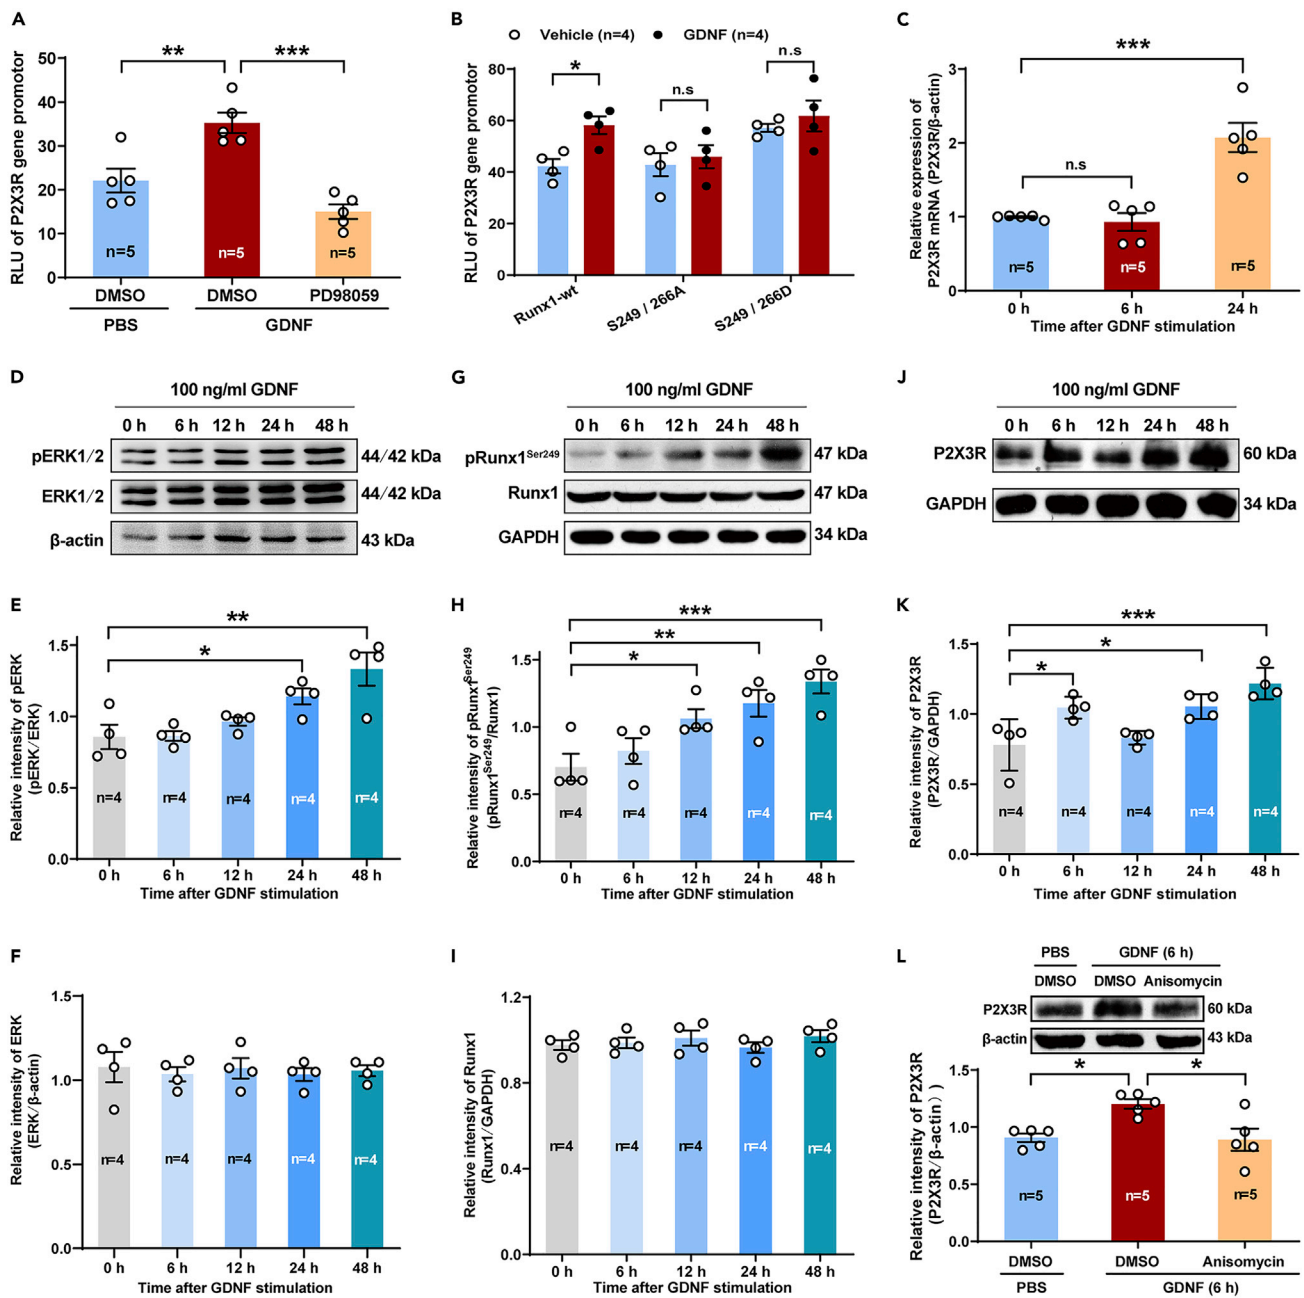 A
RLU of P2X3R gene promotor
50
40
30
20
10
0
**
***
n=5
n=5
n=5
DMSO
DMSO
PD98059
PBS
GDNF
B
Vehicle (n=4)
GDNF (n=4)
RLU of P2X3R gene promotor
80
60
40
20
0
*
n.s
n.s
Runx1-wt
S249 / 266A
S249 / 266D
C
Relative expression of
P2X3R mRNA (P2X3R/β-actin)
3
2
1
0
***
n.s
n=5
n=5
n=5
0 h
6 h
24 h
Time after GDNF stimulation
D
100 ng/ml GDNF
0 h 6 h 12 h 24 h 48 h
pERK1/2 44/42 kDa
ERK1/2 44/42 kDa
β-actin 43 kDa
G
100 ng/ml GDNF
0 h 6 h 12 h 24 h 48 h
pRunx1Ser249 47 kDa
Runx1 47 kDa
GAPDH 34 kDa
J
100 ng/ml GDNF
0 h 6 h 12 h 24 h 48 h
P2X3R 60 kDa
GAPDH 34 kDa
E
Relative intensity of pERK
(pERK/ERK)
1.5
1.0
0.5
0.0
**
*
n=4 n=4 n=4 n=4 n=4
0 h 6 h 12 h 24 h 48 h
Time after GDNF stimulation
H
Relative intensity of pRunx1Ser249
(pRunx1Ser249/Runx1)
1.5
1.0
0.5
0.0
***
**
*
n=4 n=4 n=4 n=4 n=4
0 h 6 h 12 h 24 h 48 h
Time after GDNF stimulation
K
Relative intensity of P2X3R
(P2X3R/GAPDH)
1.5
1.0
0.5
0.0
***
*
*
n=4 n=4 n=4 n=4 n=4
0 h 6 h 12 h 24 h 48 h
Time after GDNF stimulation
F
Relative intensity of ERK
(ERK/β-actin)
1.5
1.0
0.5
0.0
n=4 n=4 n=4 n=4 n=4
0 h 6 h 12 h 24 h 48 h
Time after GDNF stimulation
I
Relative intensity of Runx1
(Runx1/GAPDH)
1.2
0.8
0.4
0.0
n=4 n=4 n=4 n=4 n=4
0 h 6 h 12 h 24 h 48 h
Time after GDNF stimulation
L
PBS GDNF (6 h)
DMSO DMSO Anisomycin
P2X3R 60 kDa
β-actin 43 kDa
Relative intensity of P2X3R
(P2X3R/β-actin)
1.5
1.0
0.5
0.0
*
*
n=5 n=5 n=5
DMSO DMSO Anisomycin
PBS GDNF (6 h)